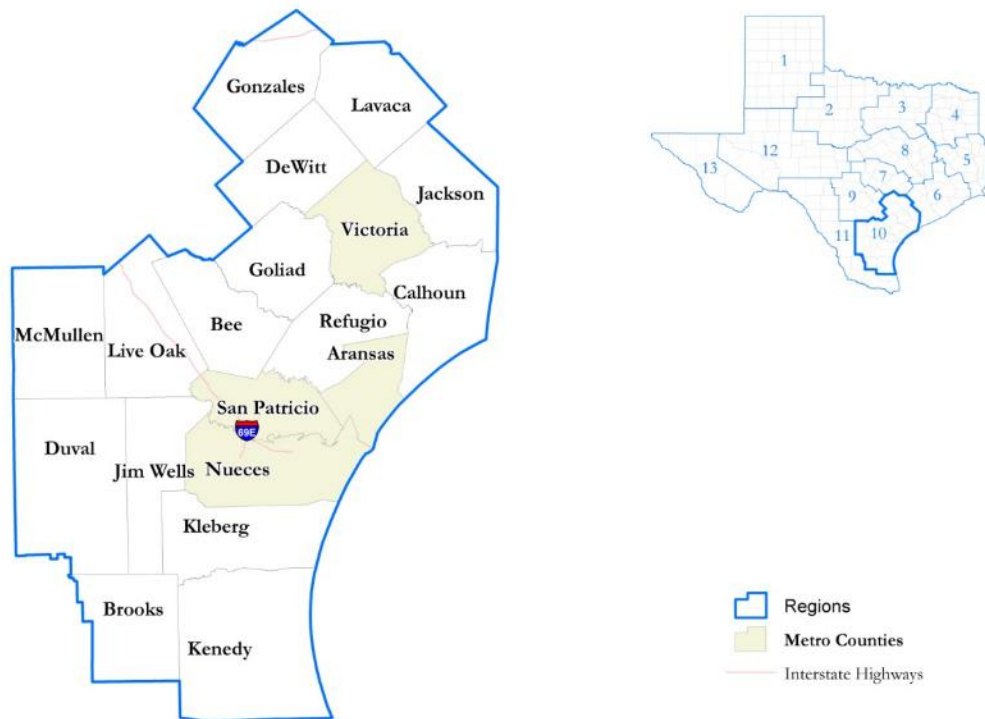 Gonzales
Lavaca
DeWitt
Jackson
Victoria
Goliad
Calhoun
Bee
Refugio
McMullen
Live Oak
Aransas
San Patricio
69E
Duval
Jim Wells
Nueces
Kleberg
Brooks
Kenedy
1
2
3
4
12
8
5
13
7
9
6
11
10
Regions
Metro Counties
Interstate Highways